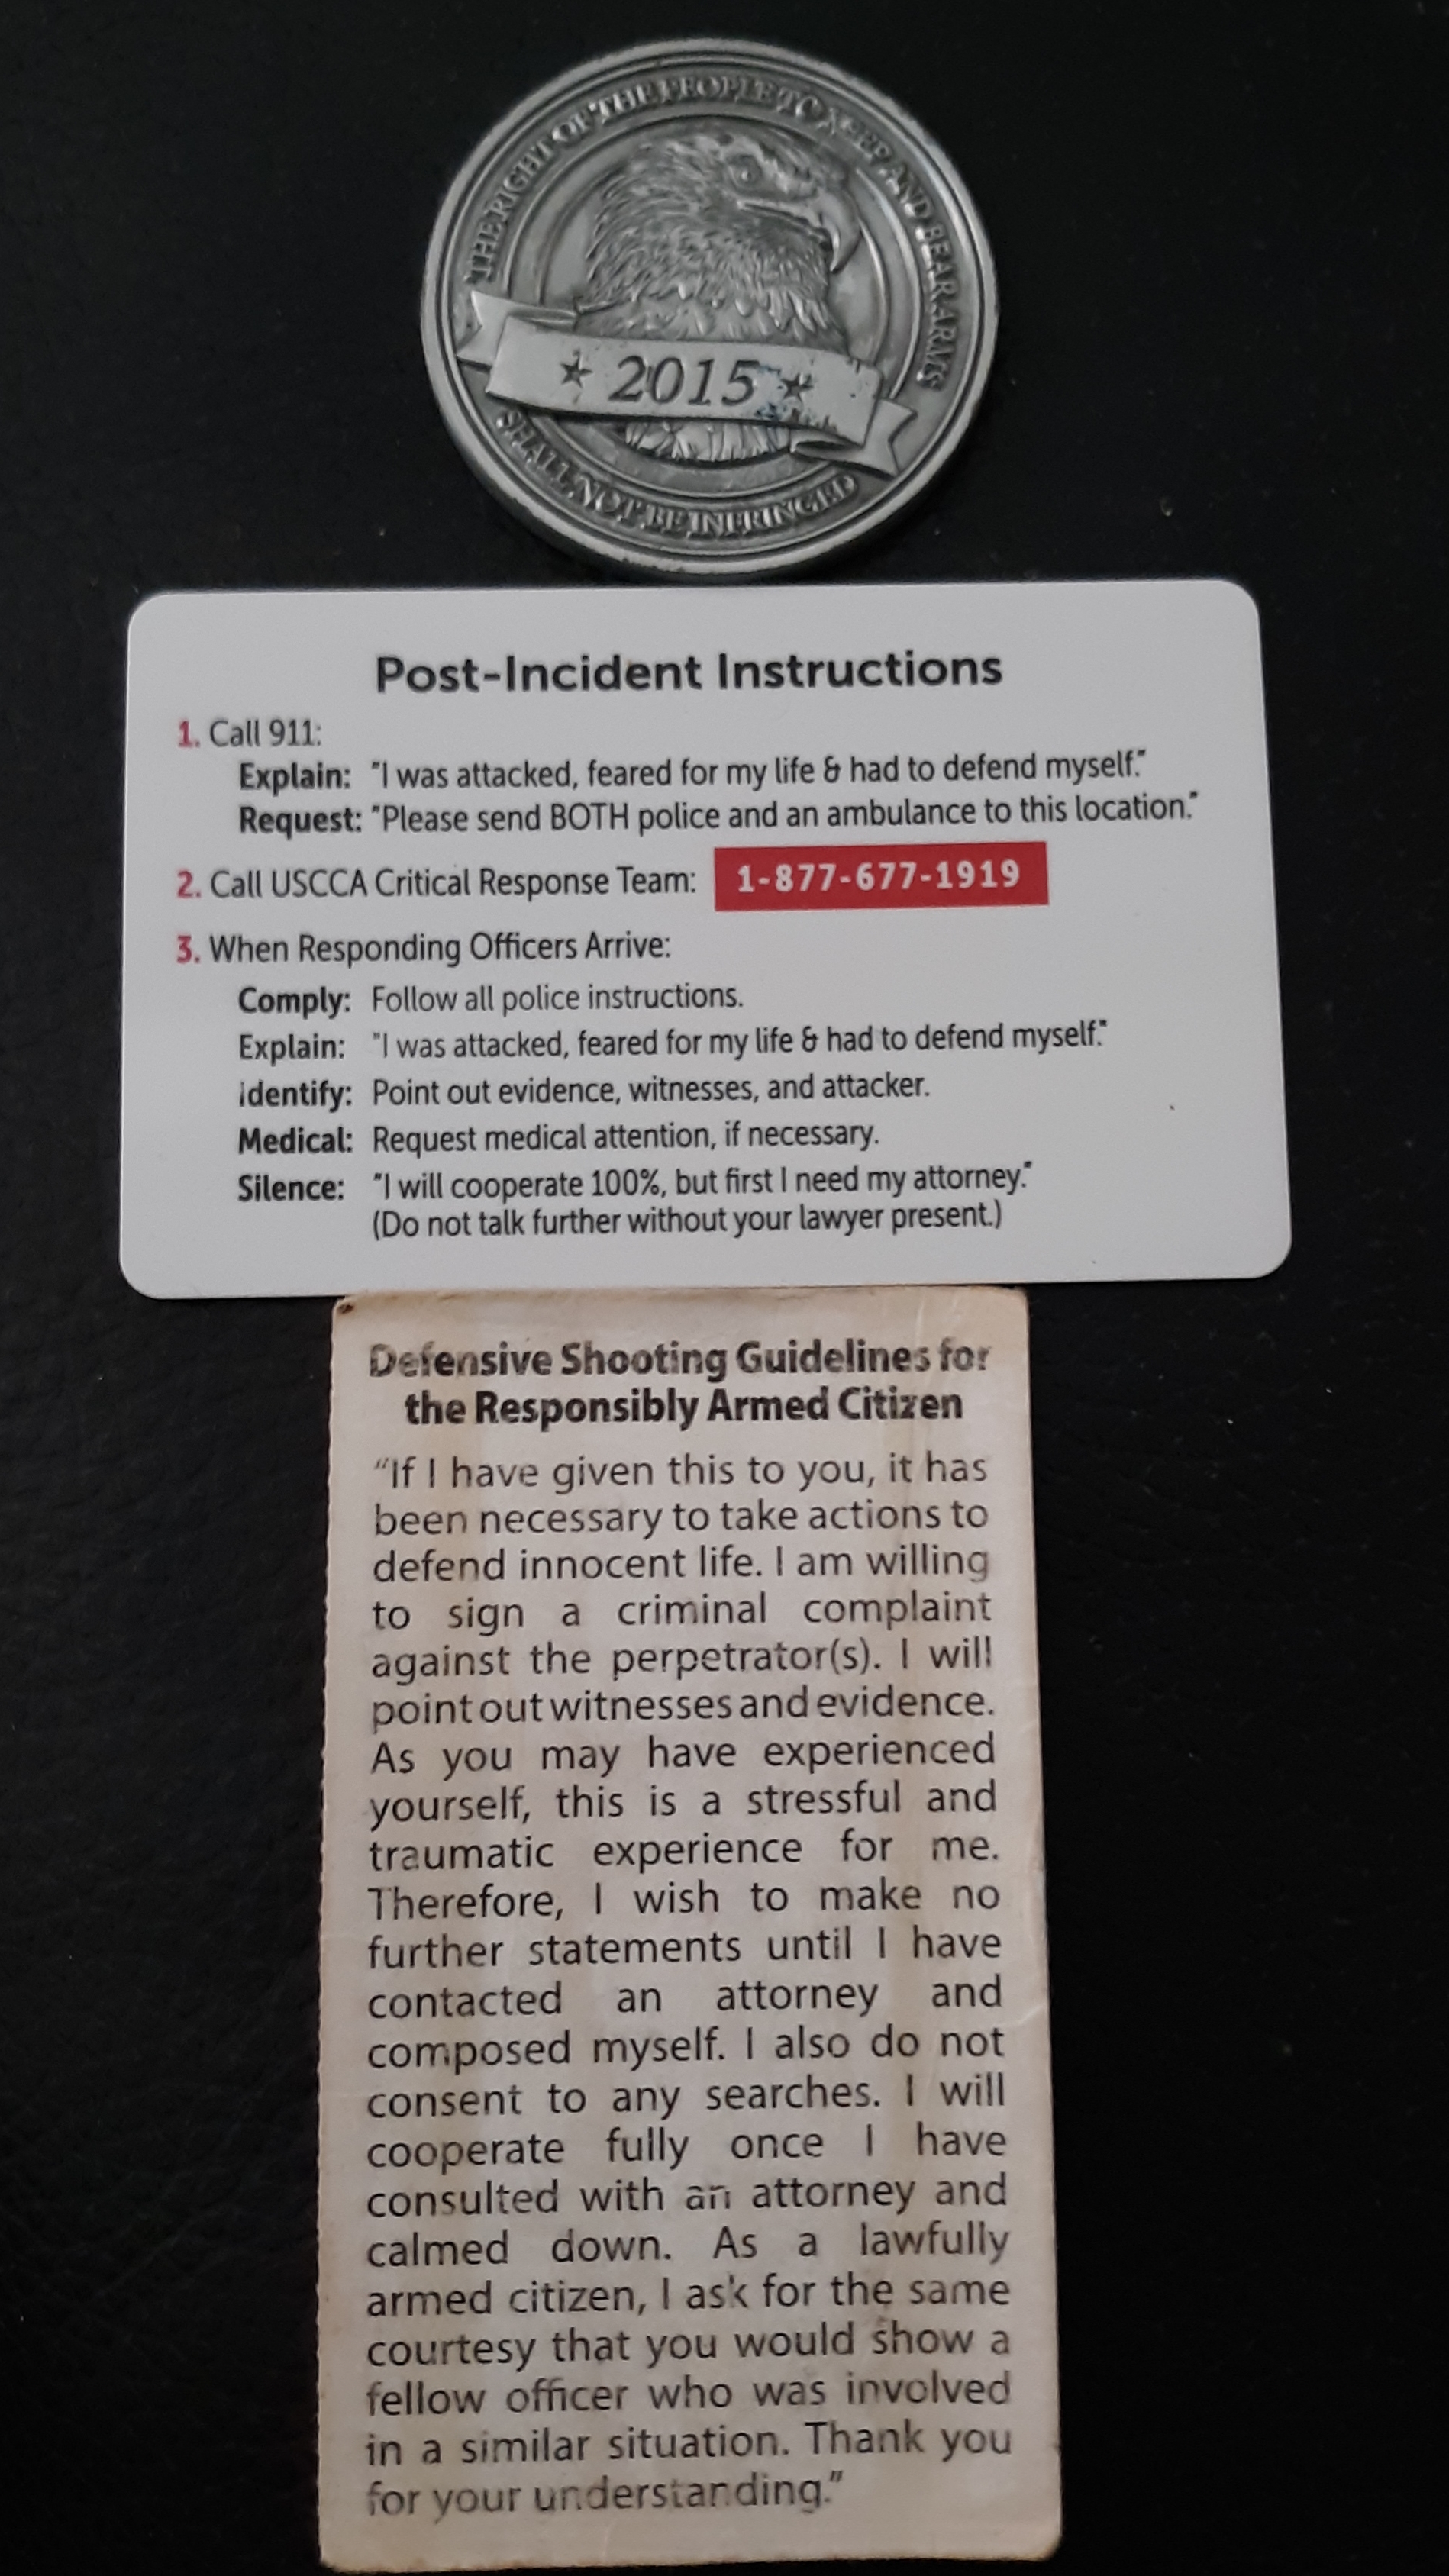 THE RIGHT OF THE PEOPLE TO KEEP AND BEAR ARMS
★ 2015 ★
SHALL NOT BE INFRINGED
Post-Incident Instructions
1. Call 911:
Explain: "I was attacked, feared for my life & had to defend myself."
Request: "Please send BOTH police and an ambulance to this location."
2. Call USCCA Critical Response Team: 1-877-677-1919
3. When Responding Officers Arrive:
Comply: Follow all police instructions.
Explain: "I was attacked, feared for my life & had to defend myself."
Identify: Point out evidence, witnesses, and attacker.
Medical: Request medical attention, if necessary.
Silence: "I will cooperate 100%, but first I need my attorney."
(Do not talk further without your lawyer present.)
Defensive Shooting Guidelines for
the Responsibly Armed Citizen
“If I have given this to you, it has
been necessary to take actions to
defend innocent life. I am willing
to sign a criminal complaint
against the perpetrator(s). I will
point out witnesses and evidence.
As you may have experienced
yourself, this is a stressful and
traumatic experience for me.
Therefore, I wish to make no
further statements until I have
contacted an attorney and
composed myself. I also do not
consent to any searches. I will
cooperate fully once I have
consulted with an attorney and
calmed down. As a lawfully
armed citizen, I ask for the same
courtesy that you would show a
fellow officer who was involved
in a similar situation. Thank you
for your understanding.”